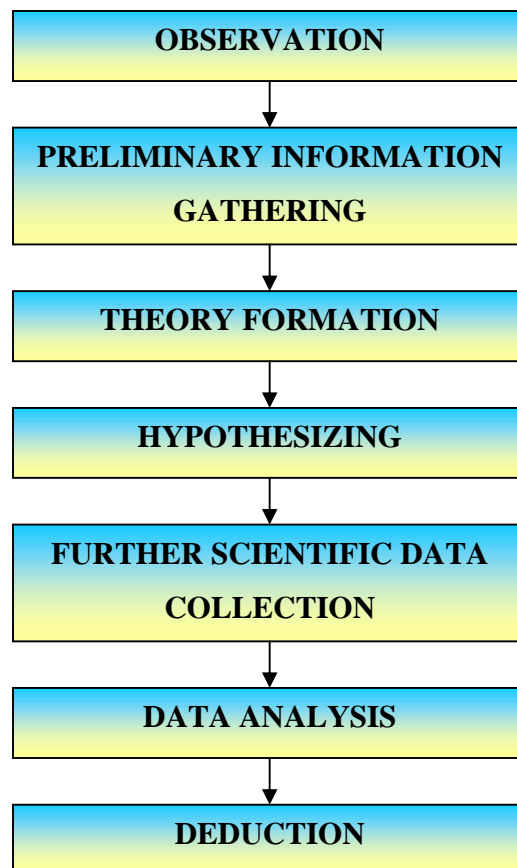 OBSERVATION
PRELIMINARY INFORMATION
GATHERING
THEORY FORMATION
HYPOTHESIZING
FURTHER SCIENTIFIC DATA
COLLECTION
DATA ANALYSIS
DEDUCTION